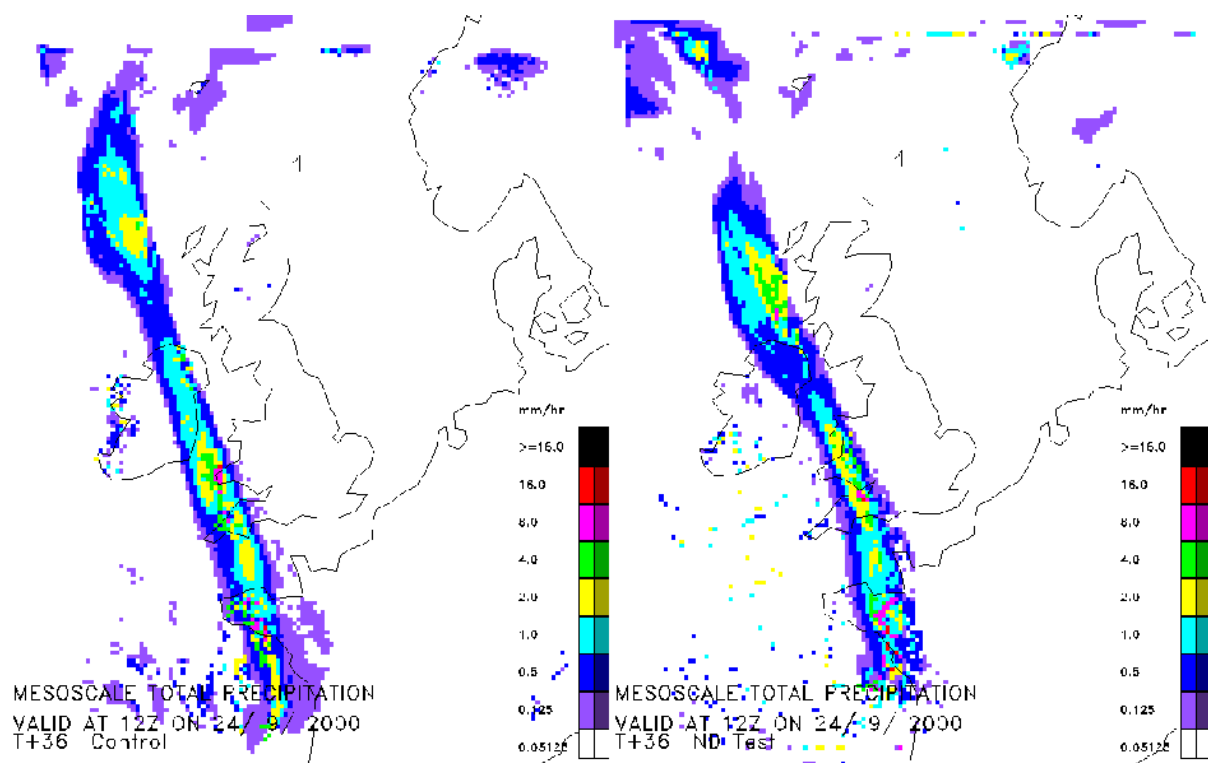 mm/hr
>=16.0
16.0
8.0
4.0
2.0
1.0
0.5
0.125
0.05125
MESOSCALE TOTAL PRECIPITATION
VALID AT 12Z ON 24/ 9/ 2000
T+36 Control
mm/hr
>=16.0
16.0
8.0
4.0
2.0
1.0
0.5
0.125
0.05125
MESOSCALE TOTAL PRECIPITATION
VALID AT 12Z ON 24/ 9/ 2000
T+36 ND Test